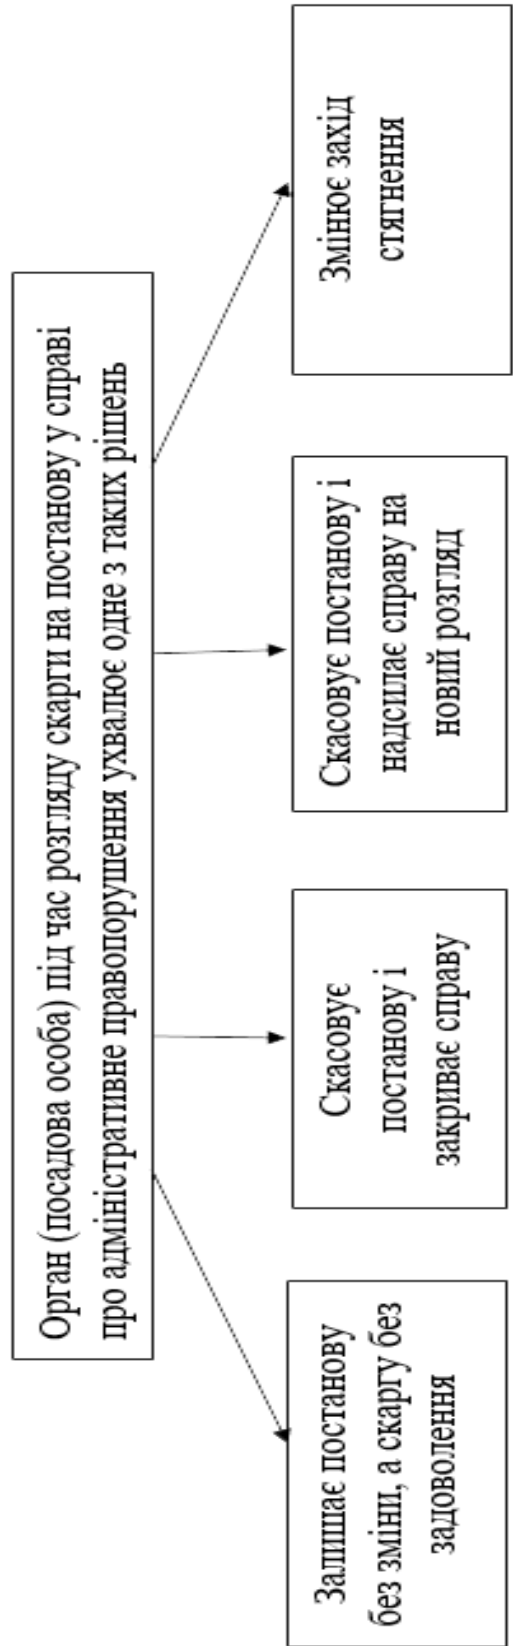 Орган (посадова особа) під час розгляду скарги на постанову у справі
про адміністративне правопорушення ухвалює одне з таких рішень
Залишає постанову
без зміни, а скаргу без
задоволення
Скасовує
постанову і
закриває справу
Скасовує постанову і
надсилає справу на
новий розгляд
Змінює захід
стягнення